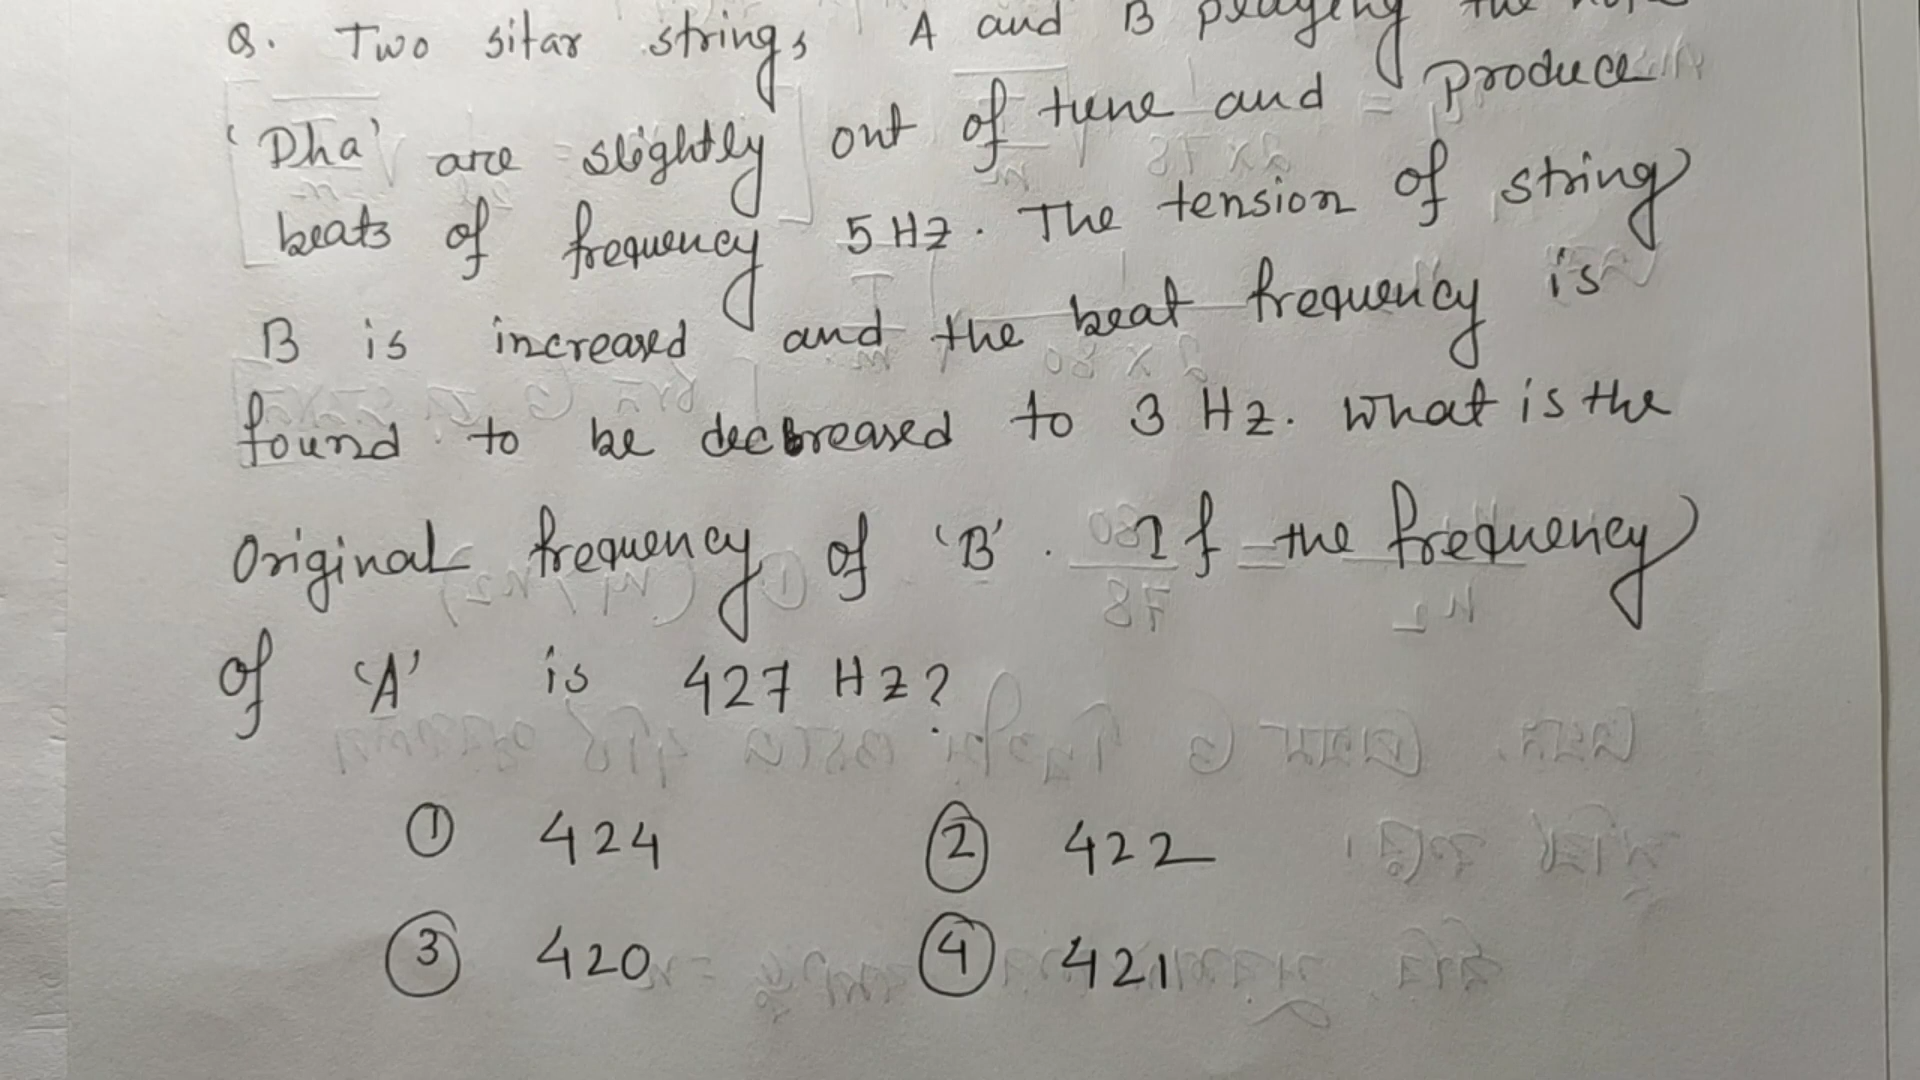 Q. Two sitar strings A and B playing the
'Dha' are slightly out of tune and produce
beats of frequency 5 Hz. The tension of string
B is increased and the beat frequency is
found to be decreased to 3 Hz. What is the
Original frequency of 'B'. If the frequency
of 'A' is 427 Hz?
① 424 ② 422
③ 420 ④ 421